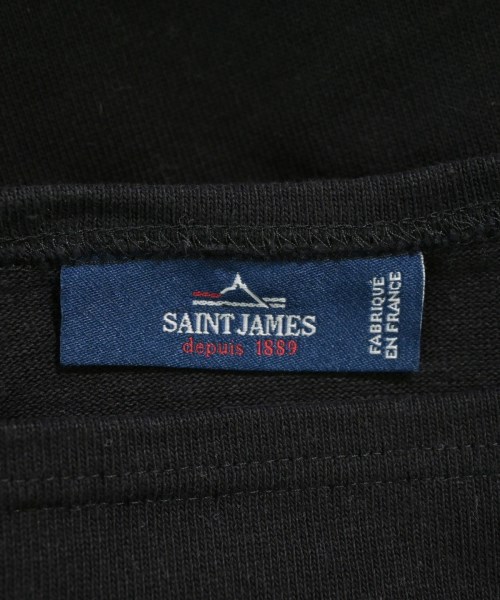 SAINT JAMES
depuis 1889
FABRIQUÉ
EN FRANCE